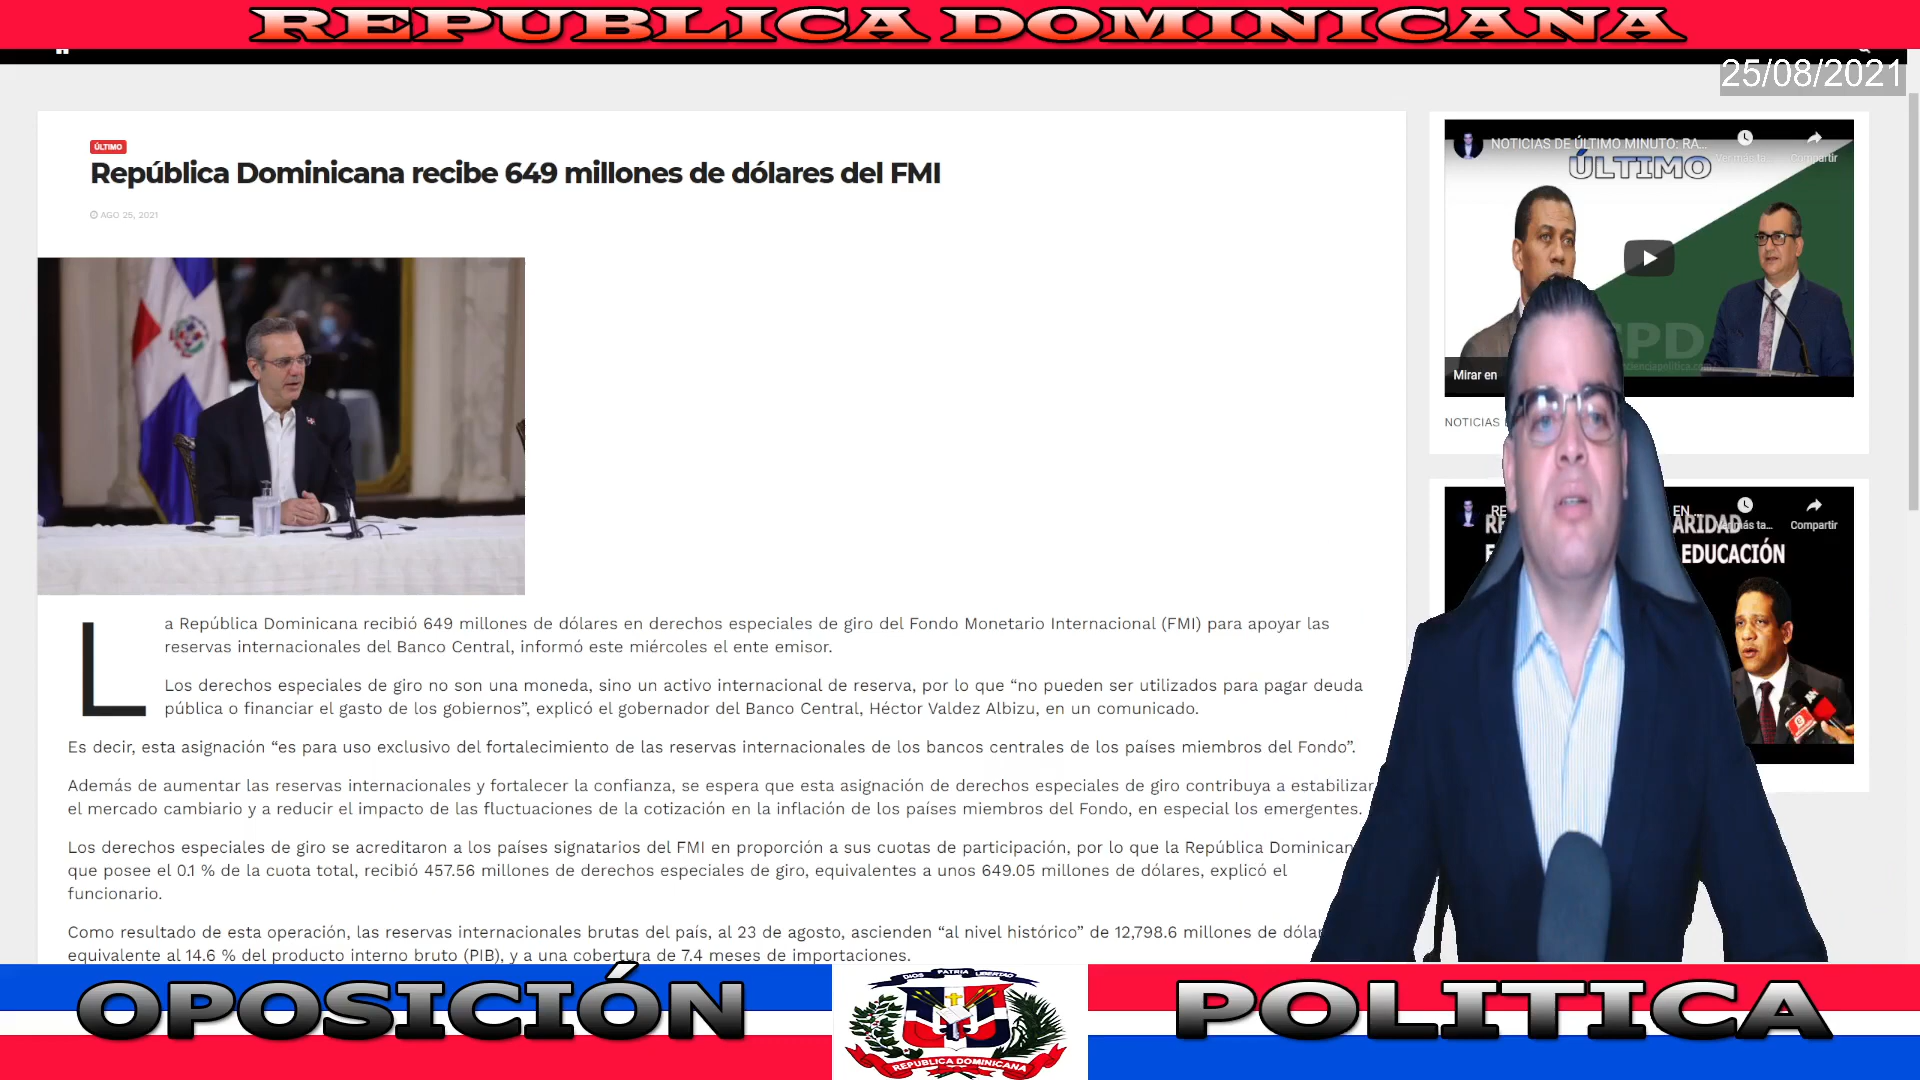 REPUBLICA DOMINICANA
25/08/2021
ÚLTIMO
República Dominicana recibe 649 millones de dólares del FMI
AGO 25, 2021
La República Dominicana recibió 649 millones de dólares en derechos especiales de giro del Fondo Monetario Internacional (FMI) para apoyar las
reservas internacionales del Banco Central, informó este miércoles el ente emisor.
Los derechos especiales de giro no son una moneda, sino un activo internacional de reserva, por lo que “no pueden ser utilizados para pagar deuda
pública o financiar el gasto de los gobiernos”, explicó el gobernador del Banco Central, Héctor Valdez Albizu, en un comunicado.
Es decir, esta asignación “es para uso exclusivo del fortalecimiento de las reservas internacionales de los bancos centrales de los países miembros del Fondo”.
Además de aumentar las reservas internacionales y fortalecer la confianza, se espera que esta asignación de derechos especiales de giro contribuya a estabilizar
el mercado cambiario y a reducir el impacto de las fluctuaciones de la cotización en la inflación de los países miembros del Fondo, en especial los emergentes.
Los derechos especiales de giro se acreditaron a los países signatarios del FMI en proporción a sus cuotas de participación, por lo que la República Dominican
que posee el 0.1 % de la cuota total, recibió 457.56 millones de derechos especiales de giro, equivalentes a unos 649.05 millones de dólares, explicó el
funcionario.
Como resultado de esta operación, las reservas internacionales brutas del país, al 23 de agosto, ascienden “al nivel histórico” de 12,798.6 millones de dólar
equivalente al 14.6 % del producto interno bruto (PIB), y a una cobertura de 7.4 meses de importaciones.
NOTICIAS DE ÚLTIMO MINUTO: RA...
Ver más ta...
Compartir
ÚLTIMO
PD
Mirar en
NOTICIAS
EN ...
Ver más ta...
Compartir
ARIDAD
EDUCACIÓN
OPOSICIÓN
DIOS PATRIA LIBERTAD
REPUBLICA DOMINICANA
POLITICA